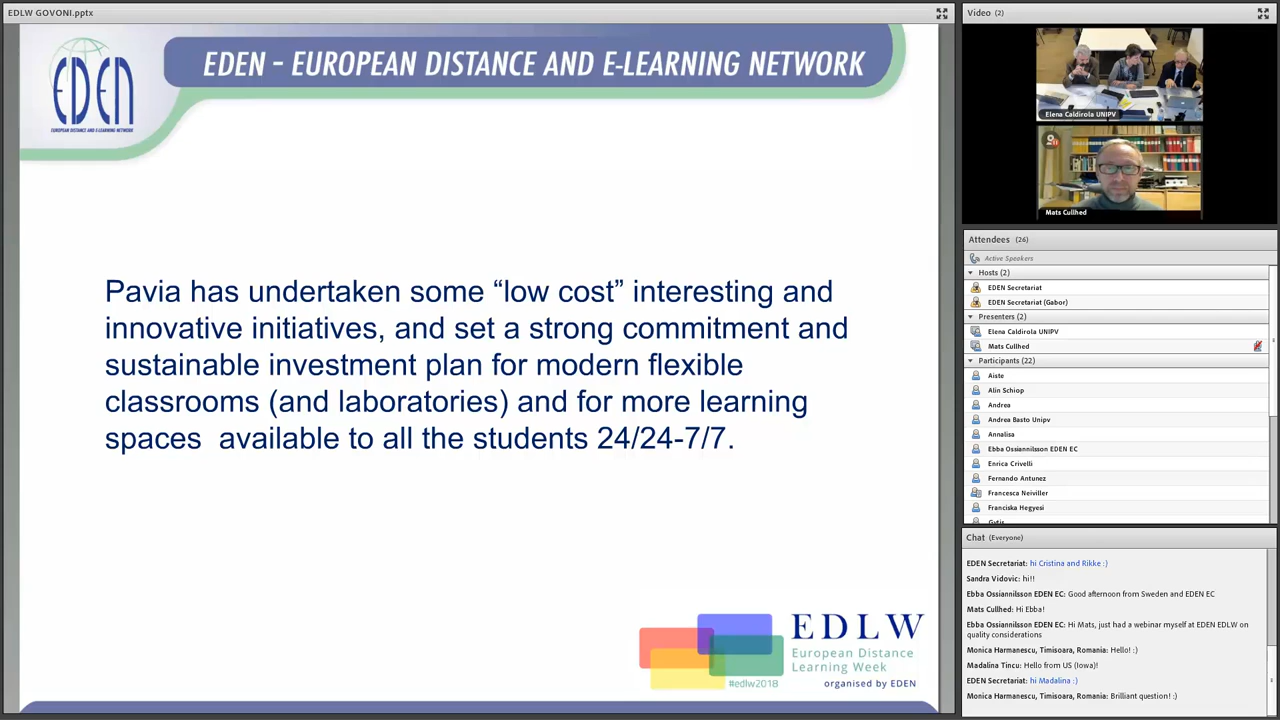 EDLW GOVONI.pptx
EDEN
EUROPEAN DISTANCE AND E-LEARNING NETWORK
EDEN – EUROPEAN DISTANCE AND E-LEARNING NETWORK
Pavia has undertaken some “low cost” interesting and
innovative initiatives, and set a strong commitment and
sustainable investment plan for modern flexible
classrooms (and laboratories) and for more learning
spaces  available to all the students 24/24-7/7.
EDLW
European Distance
Learning Week
#edlw2018
organised by EDEN
Video (2)
Elena Caldirola UNIPV
Mats Cullhed
Attendees (26)
Active Speakers
Hosts (2)
EDEN Secretariat
EDEN Secretariat (Gabor)
Presenters (2)
Elena Caldirola UNIPV
Mats Cullhed
Participants (22)
Aiste
Alin Schiop
Andrea
Andrea Basto Unipv
Annalisa
Ebba Ossiannilsson EDEN EC
Enrica Crivelli
Fernando Antunez
Francesca Neiviller
Franciska Hegyesi
Gytis
Chat (Everyone)
EDEN Secretariat: hi Cristina and Rikke :)
Sandra Vidovic: hi!!
Ebba Ossiannilsson EDEN EC: Good afternoon from Sweden and EDEN EC
Mats Cullhed: Hi Ebba!
Ebba Ossiannilsson EDEN EC: Hi Mats, just had a webinar myself at EDEN EDLW on
quality considerations
Monica Harmanescu, Timisoara, Romania: Hello! :)
Madalina Tincu: Hello from US (Iowa)!
EDEN Secretariat: hi Madalina :)
Monica Harmanescu, Timisoara, Romania: Brilliant question! :)